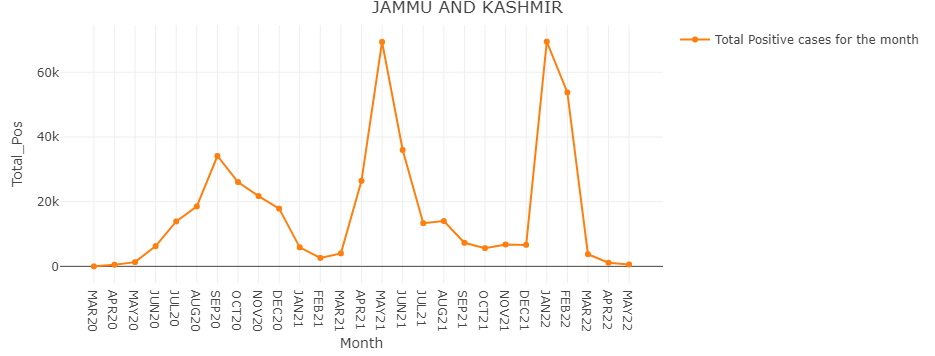 JAMMU AND KASHMIR
Total Positive cases for the month
Total_Pos
60k
40k
20k
0
MAR20
APR20
MAY20
JUN20
JUL20
AUG20
SEP20
OCT20
NOV20
DEC20
JAN21
FEB21
MAR21
APR21
MAY21
JUN21
JUL21
AUG21
SEP21
OCT21
NOV21
DEC21
JAN22
FEB22
MAR22
APR22
MAY22
Month